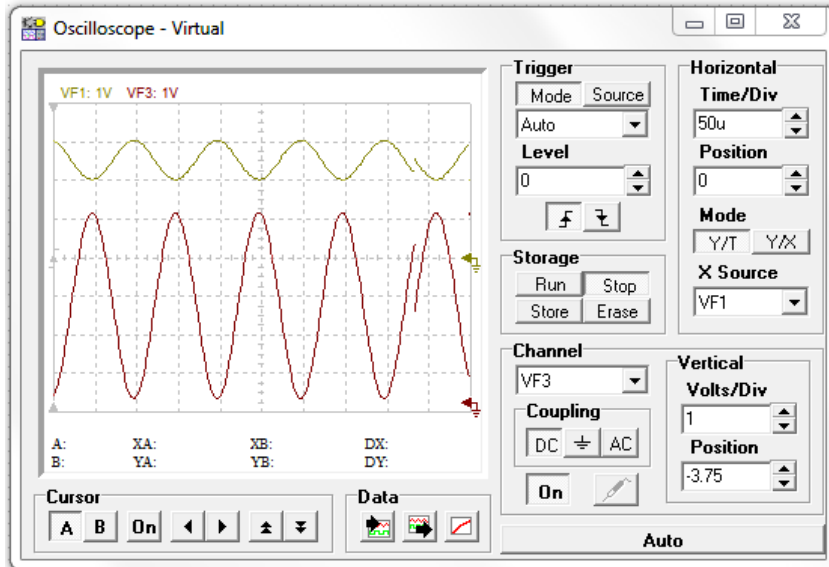 Oscilloscope - Virtual
VF1: 1V VF3: 1V
A: XA: XB: DX:
B: YA: YB: DY:
Cursor
A B On
Data
Trigger
Mode Source
Auto
Level
0
Storage
Run Stop
Store Erase
Horizontal
Time/Div
50u
Position
0
Mode
Y/T Y/X
X Source
VF1
Channel
VF3
Coupling
DC AC
On
Vertical
Volts/Div
1
Position
-3.75
Auto